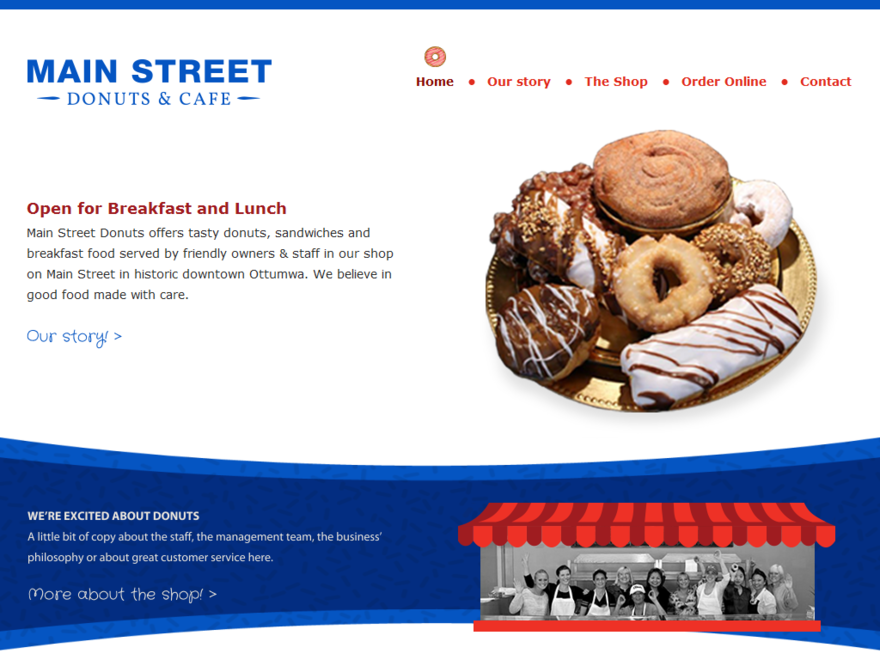 MAIN STREET
DONUTS & CAFE
Home • Our story • The Shop • Order Online • Contact
Open for Breakfast and Lunch
Main Street Donuts offers tasty donuts, sandwiches and
breakfast food served by friendly owners & staff in our shop
on Main Street in historic downtown Ottumwa. We believe in
good food made with care.
Our story! >
WE’RE EXCITED ABOUT DONUTS
A little bit of copy about the staff, the management team, the business’
philosophy or about great customer service here.
More about the shop! >